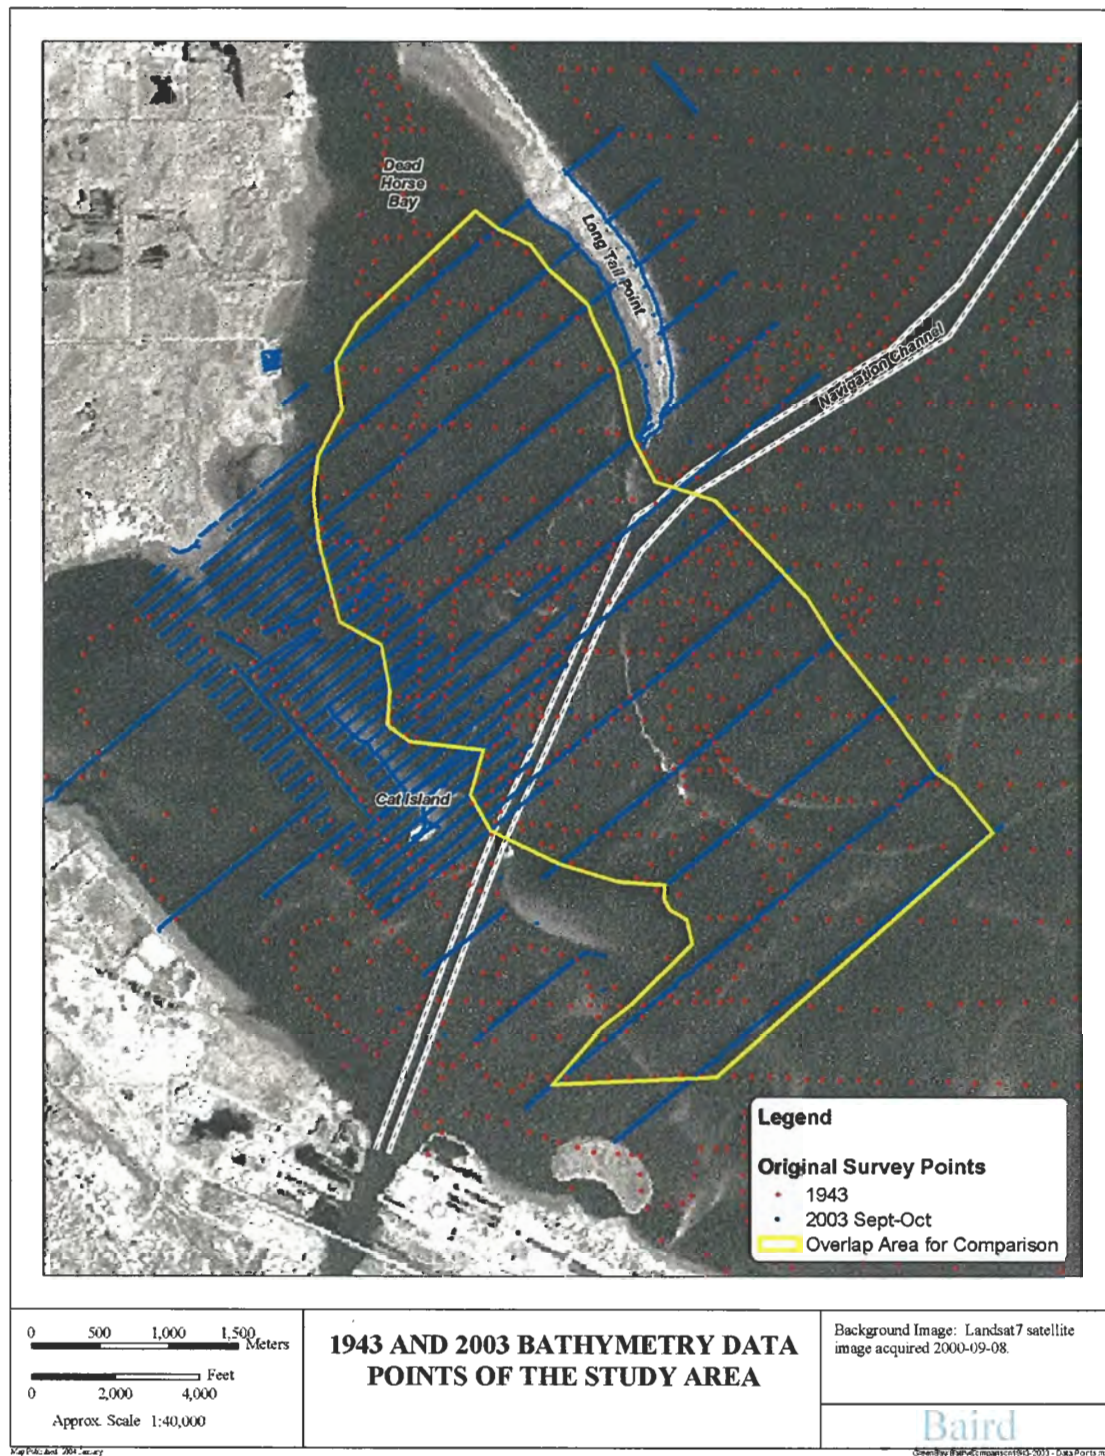 Dead
Horse
Bay
Long Tail Point
Navigation Channel
Cat Island
Legend
Original Survey Points
1943
2003 Sept-Oct
Overlap Area for Comparison
0 500 1,000 1,500
Meters
Feet
0 2,000 4,000
Approx. Scale 1:40,000
1943 AND 2003 BATHYMETRY DATA
POINTS OF THE STUDY AREA
Background Image: Landsat7 satellite
image acquired 2000-09-08.
Baird